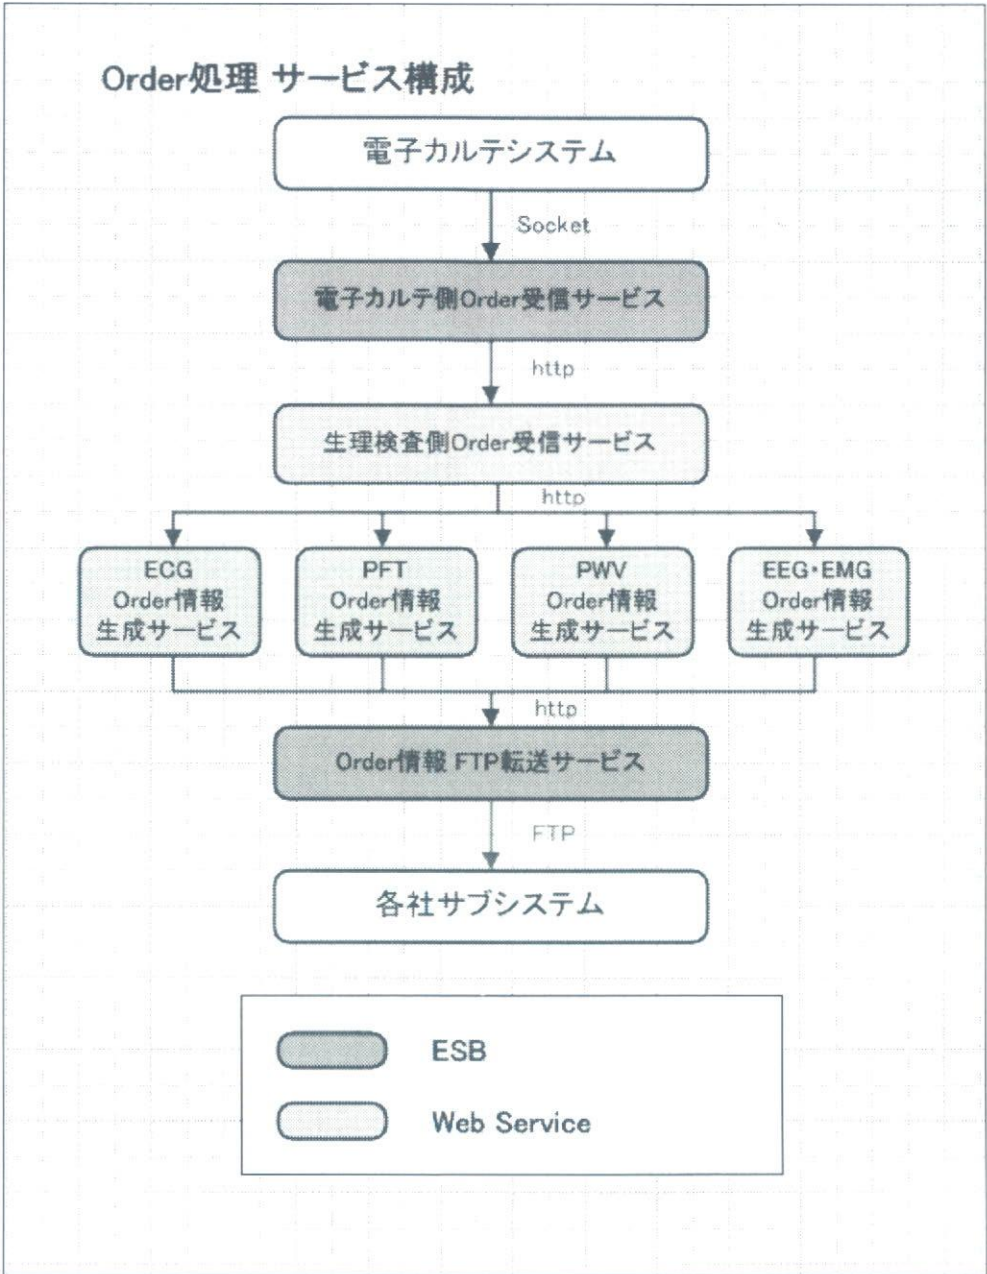 Order処理 サービス構成
電子カルテシステム
Socket
電子カルテ側Order受信サービス
http
生理検査側Order受信サービス
http
ECG
Order情報
生成サービス
PFT
Order情報
生成サービス
PWV
Order情報
生成サービス
EEG・EMG
Order情報
生成サービス
http
Order情報 FTP転送サービス
FTP
各社サブシステム
ESB
Web Service